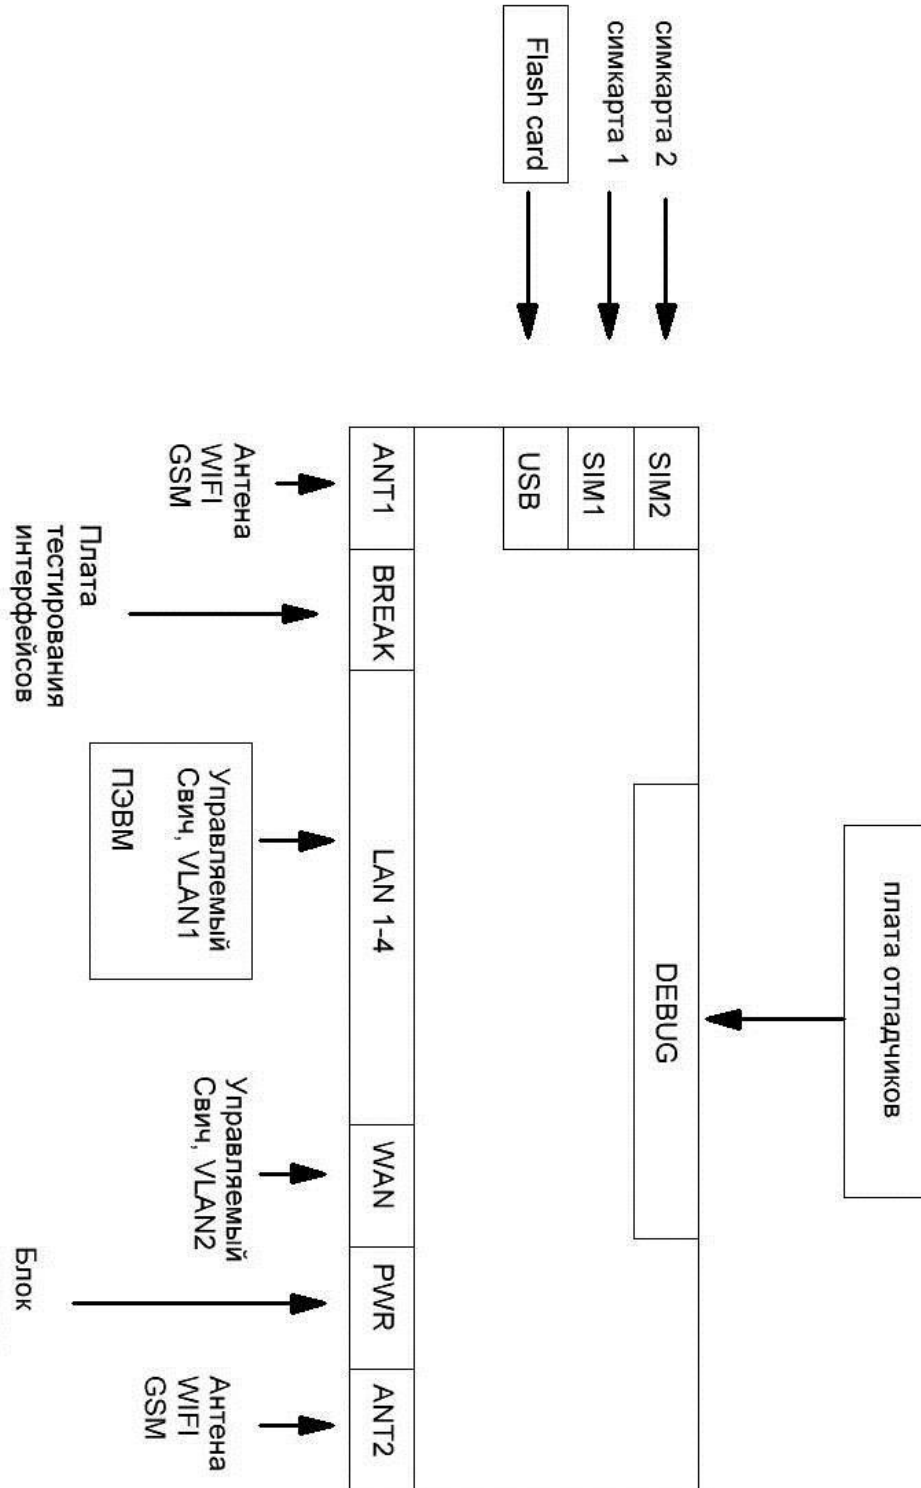 плата отладчиков
симкарта 2
симкарта 1
Flash card
SIM2
SIM1
USB
DEBUG
ANT1
BREAK
LAN 1-4
WAN
PWR
ANT2
Антена
WIFI
GSM
Плата
тестирования
интерфейсов
Управляемый
Свич, VLAN1
ПЭВМ
Управляемый
Свич, VLAN2
Блок
Антена
WIFI
GSM